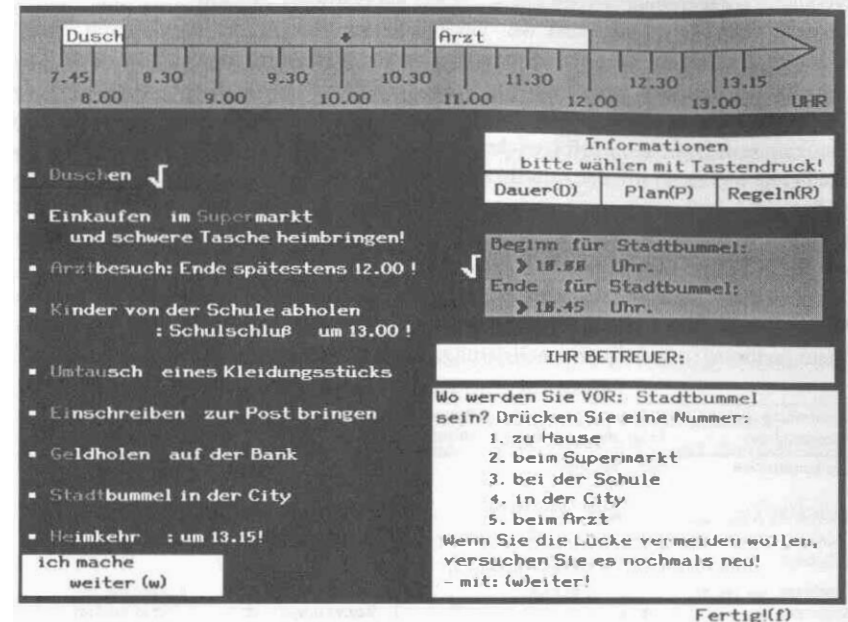 Dusch Arzt
7.45 8.30 9.30 10.30 11.30 12.30 13.15
8.00 9.00 10.00 11.00 12.00 13.00 UHR
Informationen
bitte wählen mit Tastendruck!
Dauer(D) Plan(P) Regeln(R)
▪ Duschen √
▪ Einkaufen im Supermarkt
und schwere Tasche heimbringen!
▪ Arztbesuch: Ende spätestens 12.00 ! √
▪ Kinder von der Schule abholen
: Schulschluß um 13.00 !
▪ Umtausch eines Kleidungsstücks
▪ Einschreiben zur Post bringen
▪ Geldholen auf der Bank
▪ Stadtbummel in der City
▪ Heimkehr : um 13.15!
ich mache
weiter (w)
Beginn für Stadtbummel:
Uhr.
Ende für Stadtbummel:
Uhr.
IHR BETREUER:
Wo werden Sie VOR: Stadtbummel
sein? Drücken Sie eine Nummer:
1. zu Hause
2. beim Supermarkt
3. bei der Schule
4. in der City
5. beim Arzt
Wenn Sie die Lücke vermeiden wollen,
versuchen Sie es nochmals neu!
- mit: (w)eiter!
Fertig!(f)